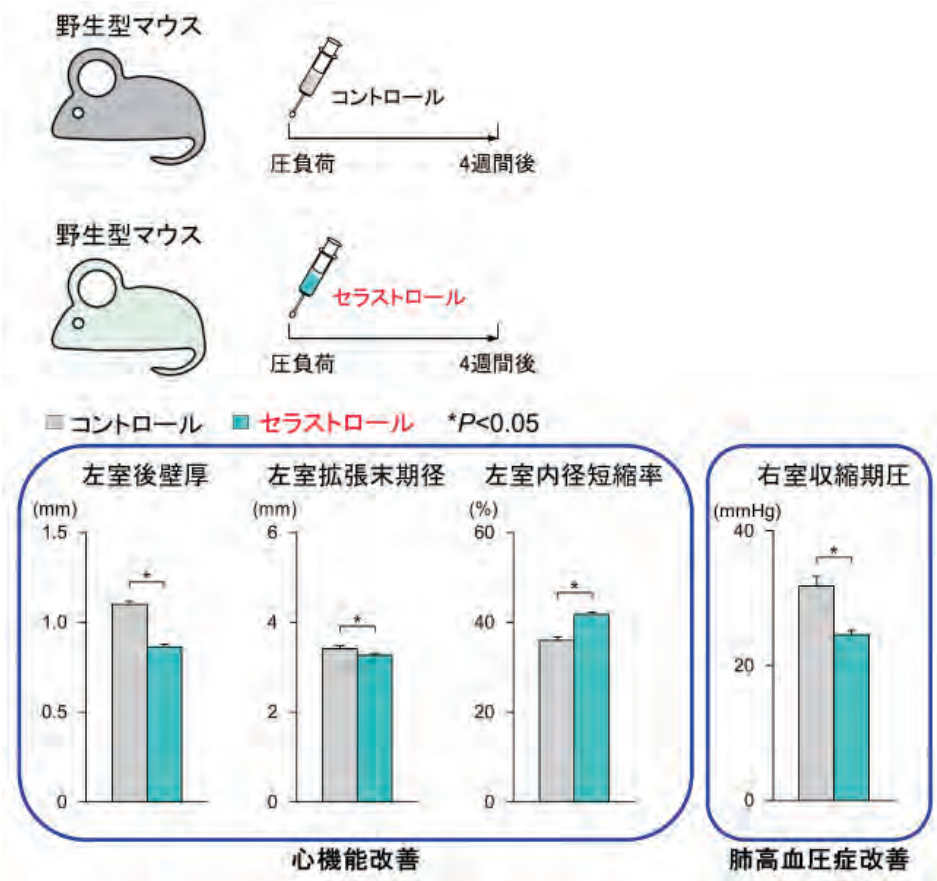 野生型マウス
コントロール
圧負荷 4週間後
野生型マウス
セラストロール
圧負荷 4週間後
コントロール セラストロール *P<0.05
左室後壁厚 左室拡張末期径 左室内径短縮率 右室収縮期圧
(mm) (mm) (%) (mmHg)
1.5 6 60 40
* * * *
1.0 4 40
20
0.5 2 20
0 0 0 0
心機能改善 肺高血圧症改善